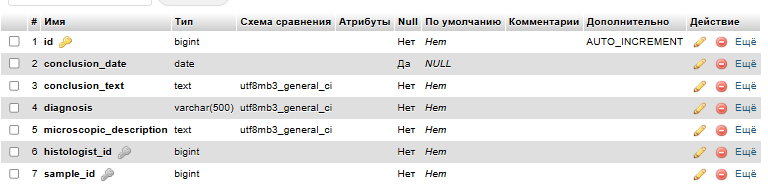 # Имя Тип Схема сравнения Атрибуты Null По умолчанию Комментарии Дополнительно Действие
1 id bigint Нет Нет AUTO_INCREMENT Ещё
2 conclusion_date date Да NULL Ещё
3 conclusion_text text utf8mb3_general_ci Нет Нет Ещё
4 diagnosis varchar(500) utf8mb3_general_ci Нет Нет Ещё
5 microscopic_description text utf8mb3_general_ci Нет Нет Ещё
6 histologist_id bigint Нет Нет Ещё
7 sample_id bigint Нет Нет Ещё